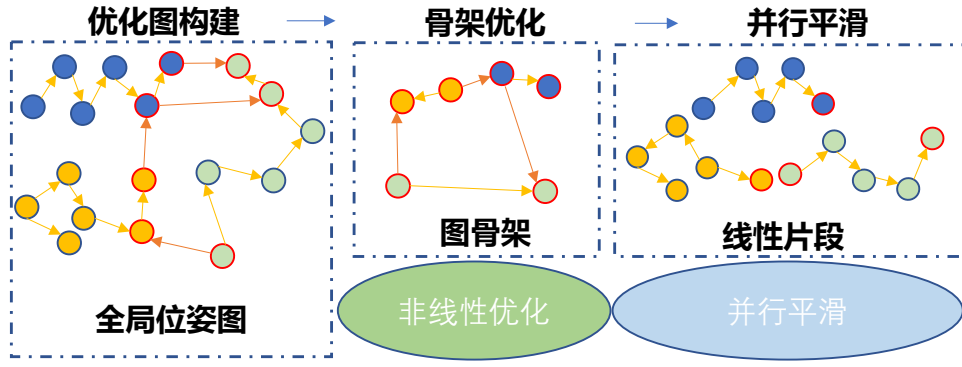 优化图构建
骨架优化
并行平滑
全局位姿图
图骨架
线性片段
非线性优化
并行平滑